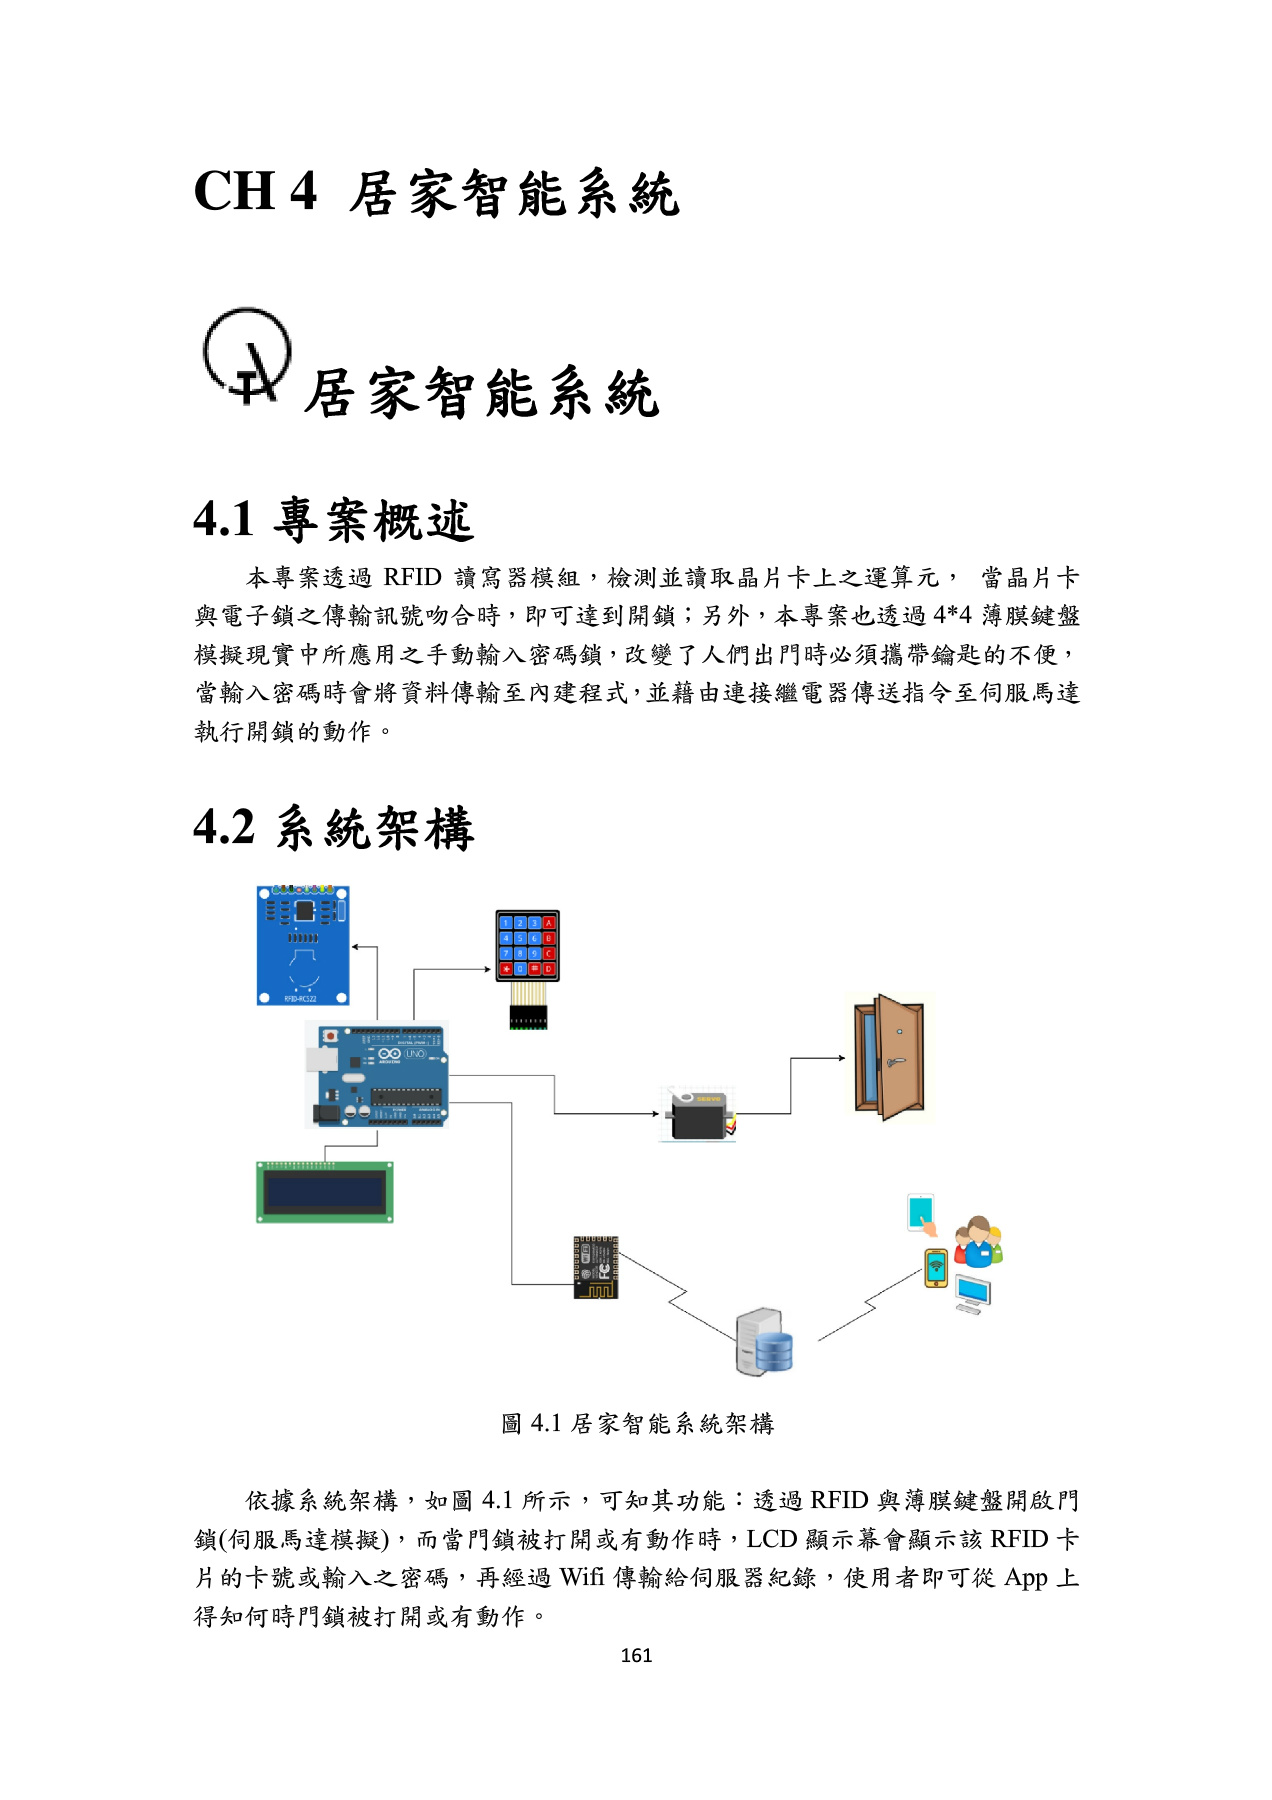 CH 4 居家智能系統
居家智能系統
4.1 專案概述
本專案透過 RFID 讀寫器模組，檢測並讀取晶片卡上之運算元， 當晶片卡
與電子鎖之傳輸訊號吻合時，即可達到開鎖；另外，本專案也透過 4*4 薄膜鍵盤
模擬現實中所應用之手動輸入密碼鎖，改變了人們出門時必須攜帶鑰匙的不便，
當輸入密碼時會將資料傳輸至內建程式，並藉由連接繼電器傳送指令至伺服馬達
執行開鎖的動作。
4.2 系統架構
1 2 3 A
4 5 6 B
7 8 9 C
* 0 # D
RFID-RC522
UNO
ARDUINO
SERVO
WiFi
FC
圖 4.1 居家智能系統架構
依據系統架構，如圖 4.1 所示，可知其功能：透過 RFID 與薄膜鍵盤開啟門
鎖(伺服馬達模擬)，而當門鎖被打開或有動作時，LCD 顯示幕會顯示該 RFID 卡
片的卡號或輸入之密碼，再經過 Wifi 傳輸給伺服器紀錄，使用者即可從 App 上
得知何時門鎖被打開或有動作。
161